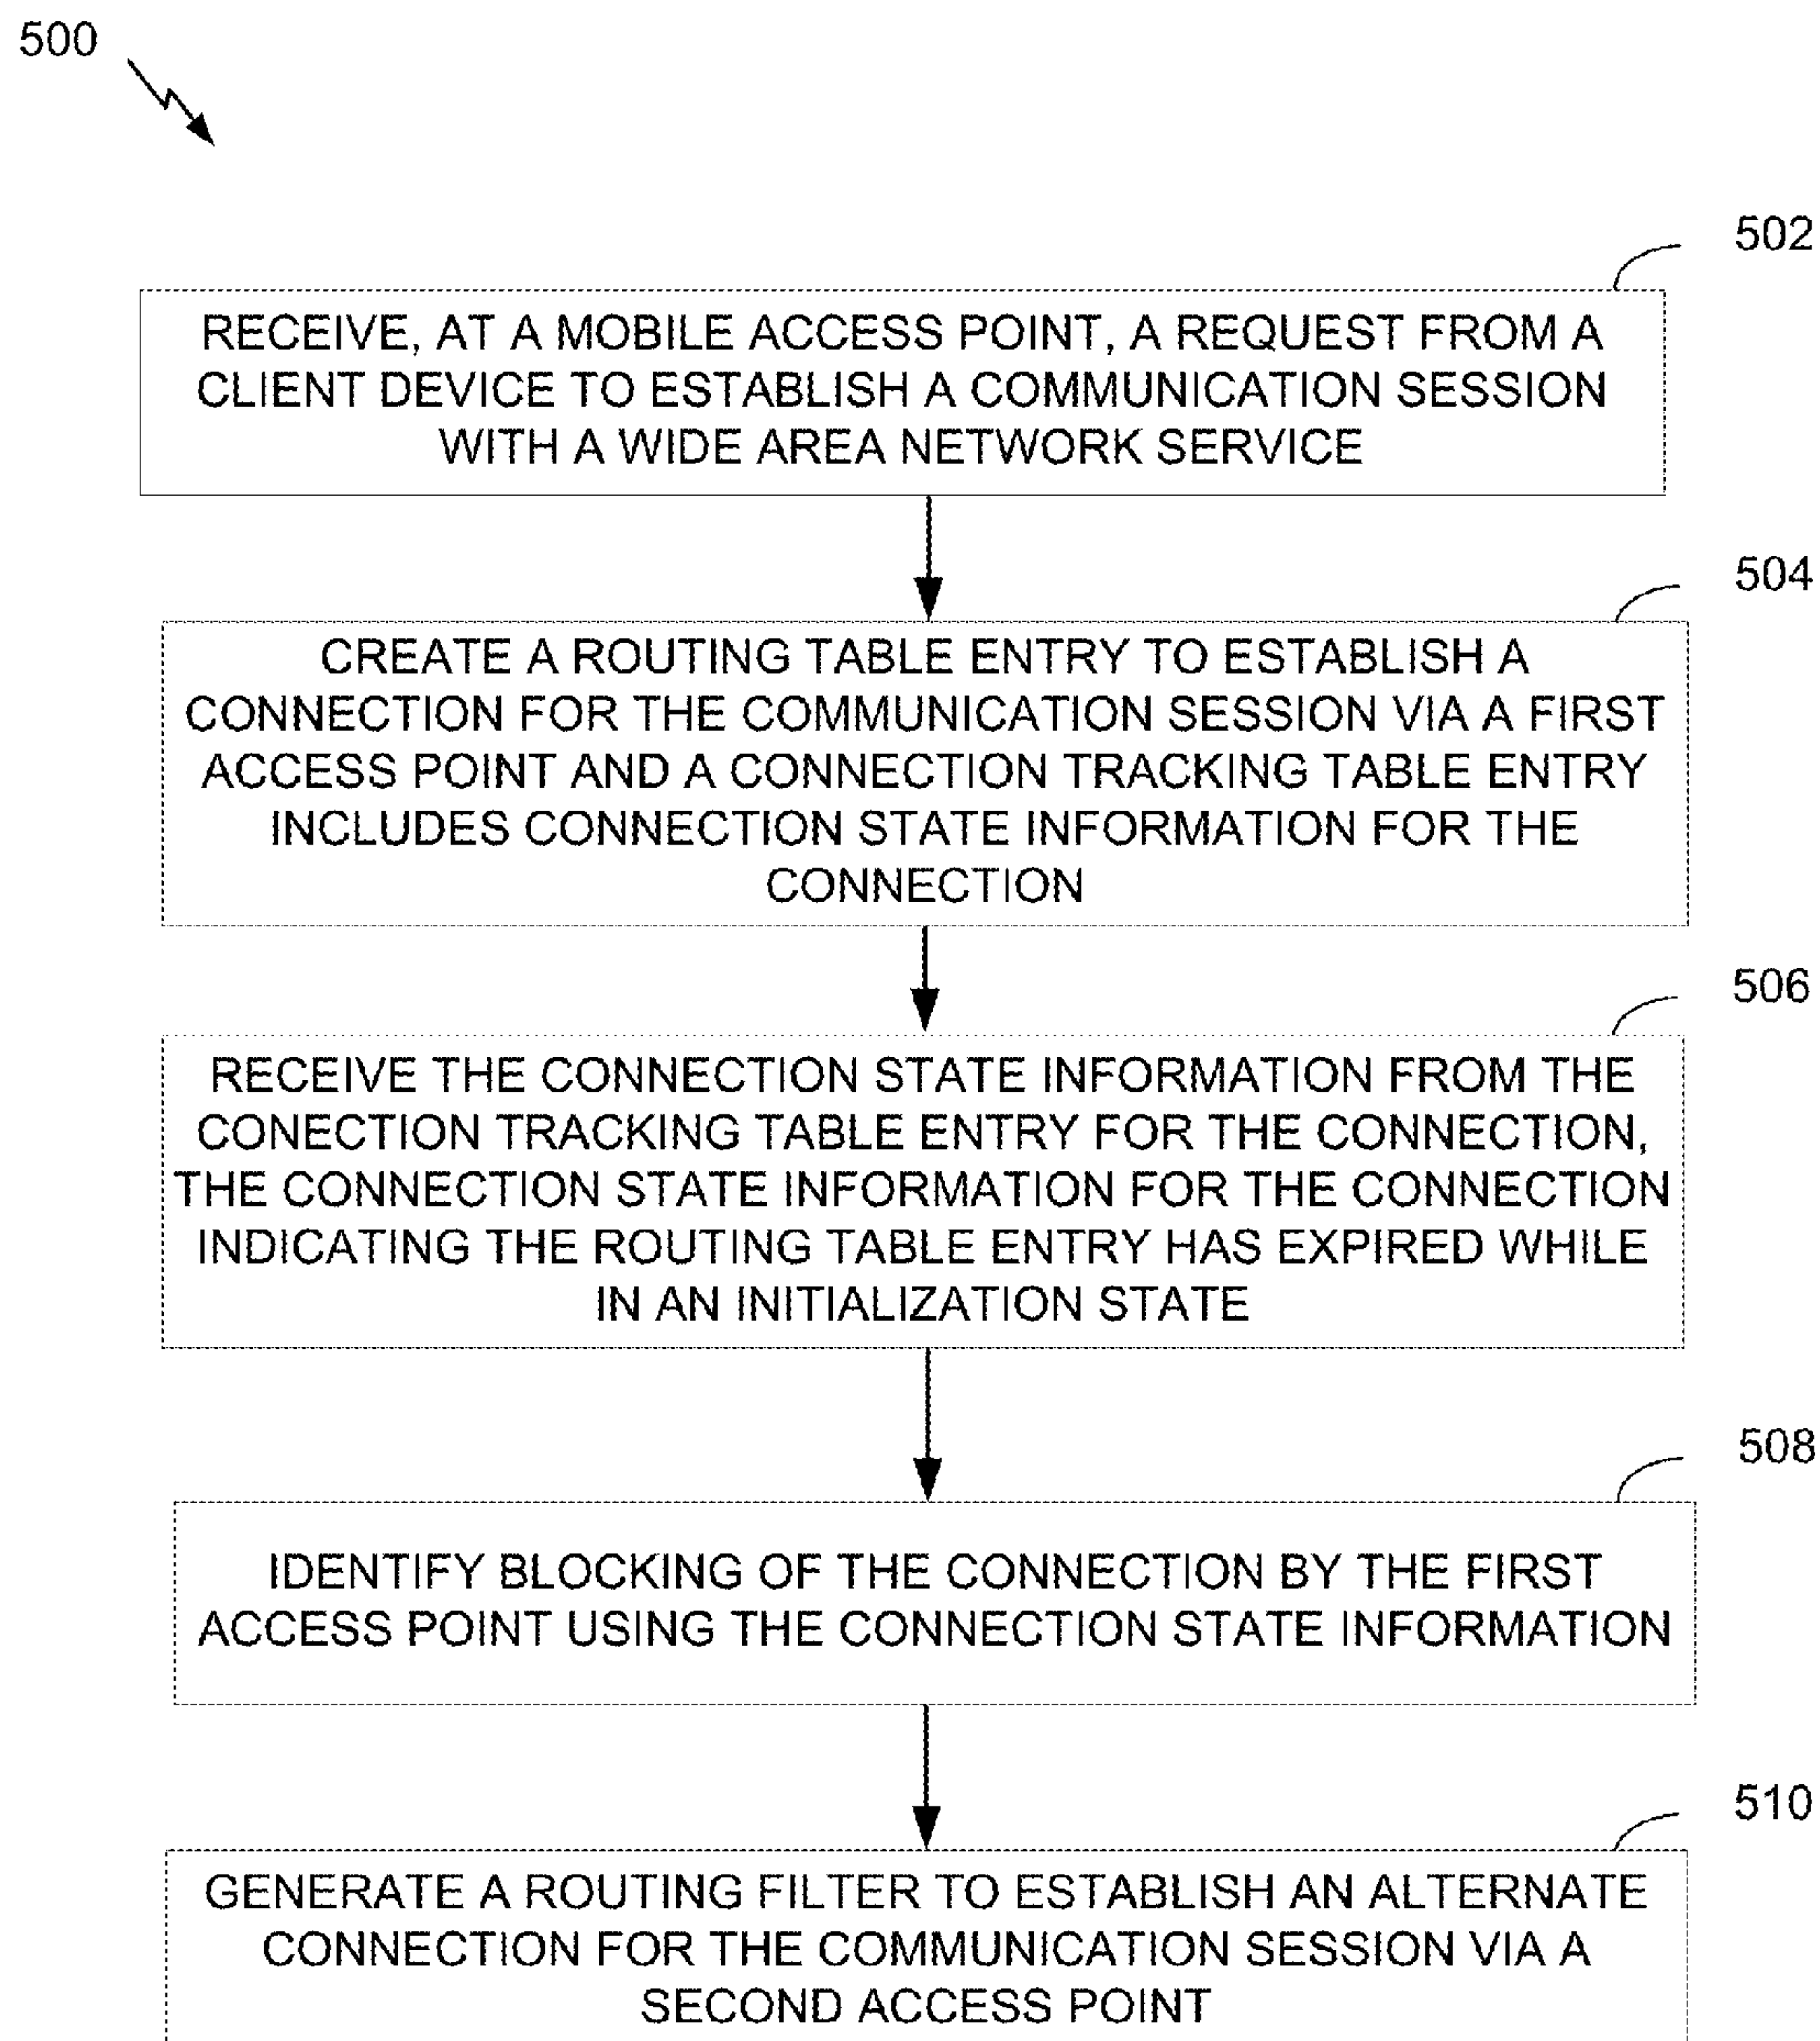 500
502
RECEIVE, AT A MOBILE ACCESS POINT, A REQUEST FROM A
CLIENT DEVICE TO ESTABLISH A COMMUNICATION SESSION
WITH A WIDE AREA NETWORK SERVICE
504
CREATE A ROUTING TABLE ENTRY TO ESTABLISH A
CONNECTION FOR THE COMMUNICATION SESSION VIA A FIRST
ACCESS POINT AND A CONNECTION TRACKING TABLE ENTRY
INCLUDES CONNECTION STATE INFORMATION FOR THE
CONNECTION
506
RECEIVE THE CONNECTION STATE INFORMATION FROM THE
CONECTION TRACKING TABLE ENTRY FOR THE CONNECTION,
THE CONNECTION STATE INFORMATION FOR THE CONNECTION
INDICATING THE ROUTING TABLE ENTRY HAS EXPIRED WHILE
IN AN INITIALIZATION STATE
508
IDENTIFY BLOCKING OF THE CONNECTION BY THE FIRST
ACCESS POINT USING THE CONNECTION STATE INFORMATION
510
GENERATE A ROUTING FILTER TO ESTABLISH AN ALTERNATE
CONNECTION FOR THE COMMUNICATION SESSION VIA A
SECOND ACCESS POINT